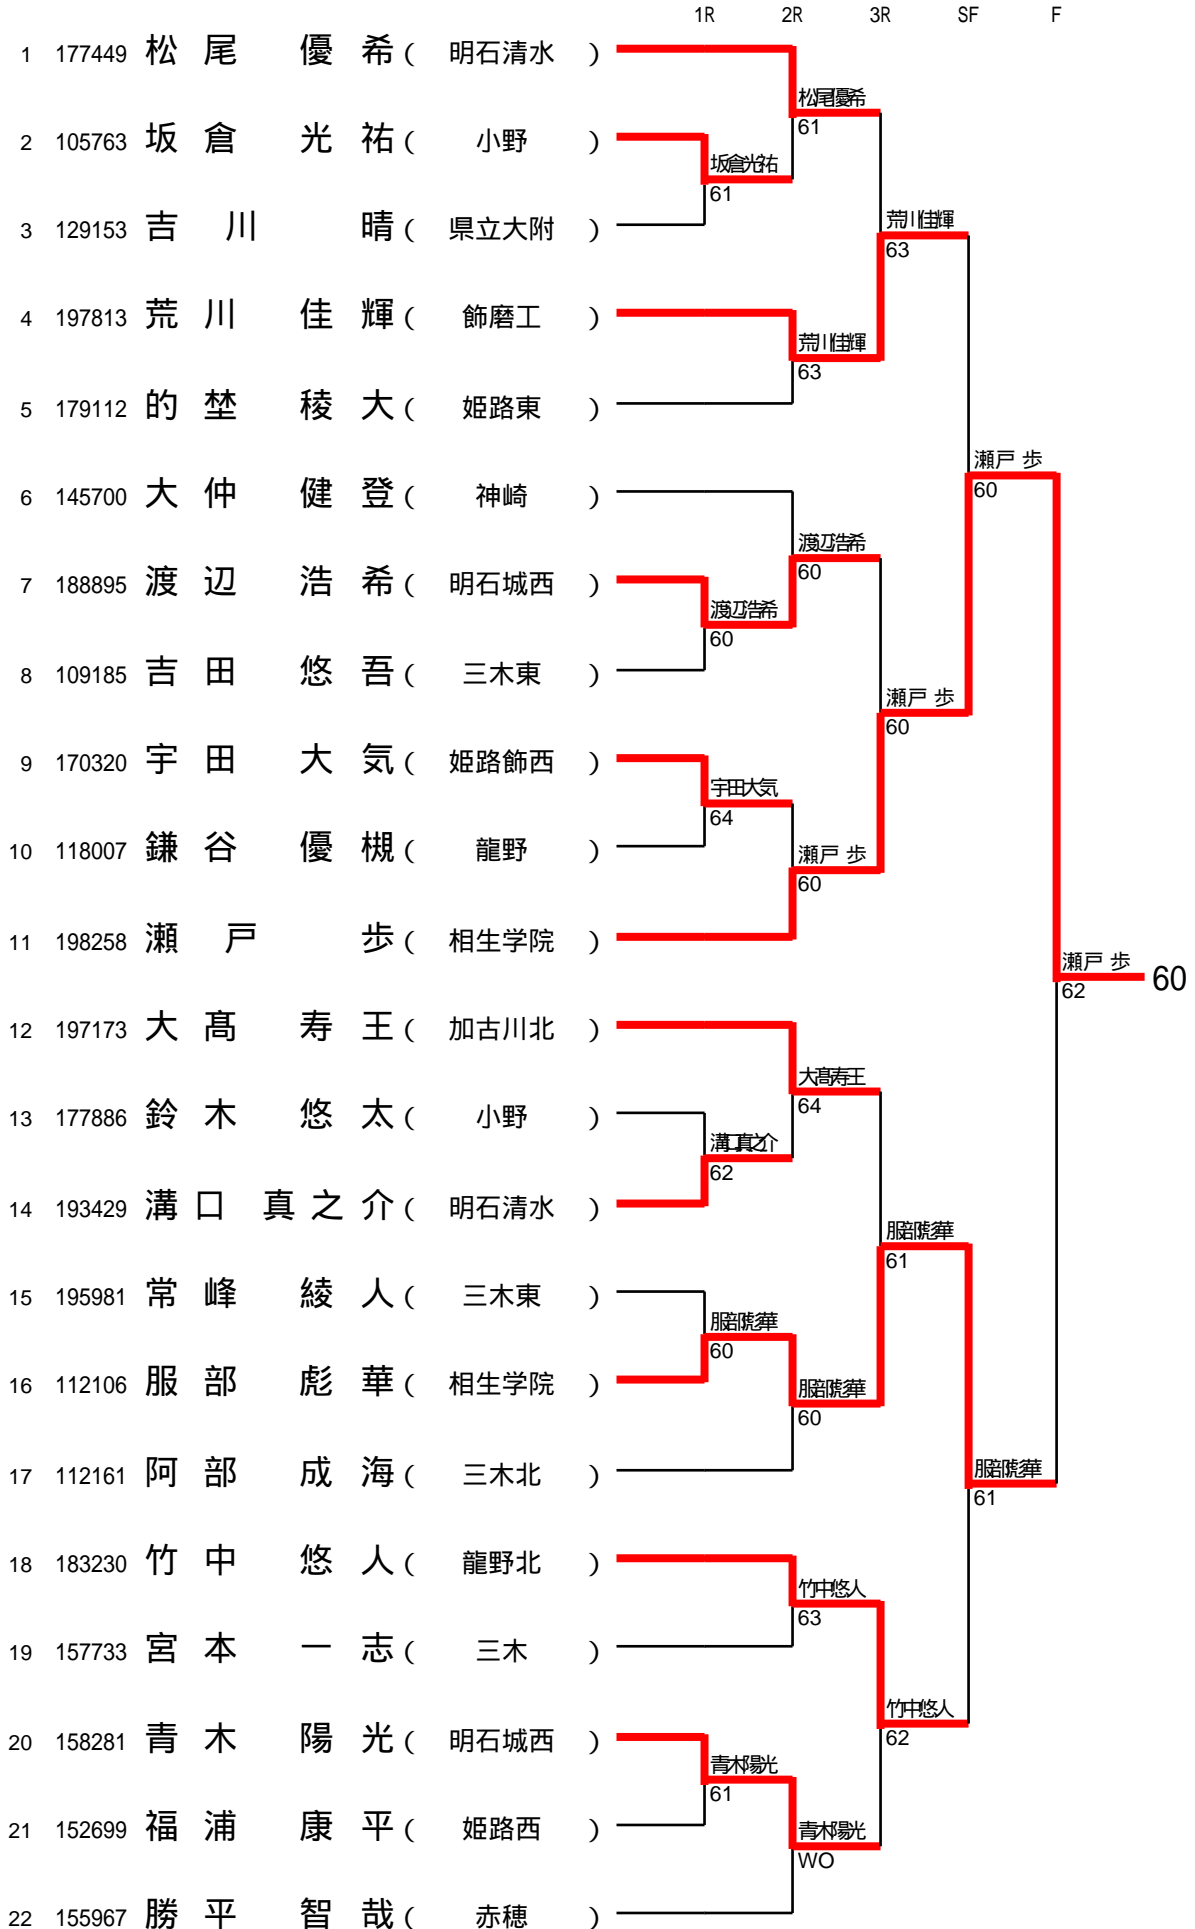 1R 2R 3R SF F
1 177449 松尾 優希 ( 明石清水 )
松尾優希
61
2 105763 坂倉 光祐 ( 小野 )
坂倉光祐
61
3 129153 吉川 晴 ( 県立大附 )
荒川佳輝
63
4 197813 荒川 佳輝 ( 飾磨工 )
荒川佳輝
63
5 179112 的埜 稜大 ( 姫路東 )
瀬戸 歩
60
6 145700 大仲 健登 ( 神崎 )
渡辺浩希
60
7 188895 渡辺 浩希 ( 明石城西 )
渡辺浩希
60
8 109185 吉田 悠吾 ( 三木東 )
瀬戸 歩
60
9 170320 宇田 大気 ( 姫路飾西 )
宇田大気
64
10 118007 鎌谷 優槻 ( 龍野 )
瀬戸 歩
60
11 198258 瀬戸 歩 ( 相生学院 )
瀬戸 歩
62
60
12 197173 大髙 寿王 ( 加古川北 )
大髙寿王
64
13 177886 鈴木 悠太 ( 小野 )
溝口真之介
62
14 193429 溝口 真之介 ( 明石清水 )
服部彪華
61
15 195981 常峰 綾人 ( 三木東 )
服部彪華
60
16 112106 服部 彪華 ( 相生学院 )
服部彪華
60
17 112161 阿部 成海 ( 三木北 )
服部彪華
61
18 183230 竹中 悠人 ( 龍野北 )
竹中悠人
63
19 157733 宮本 一志 ( 三木 )
竹中悠人
62
20 158281 青木 陽光 ( 明石城西 )
青木陽光
61
21 152699 福浦 康平 ( 姫路西 )
青木陽光
WO
22 155967 勝平 智哉 ( 赤穂 )